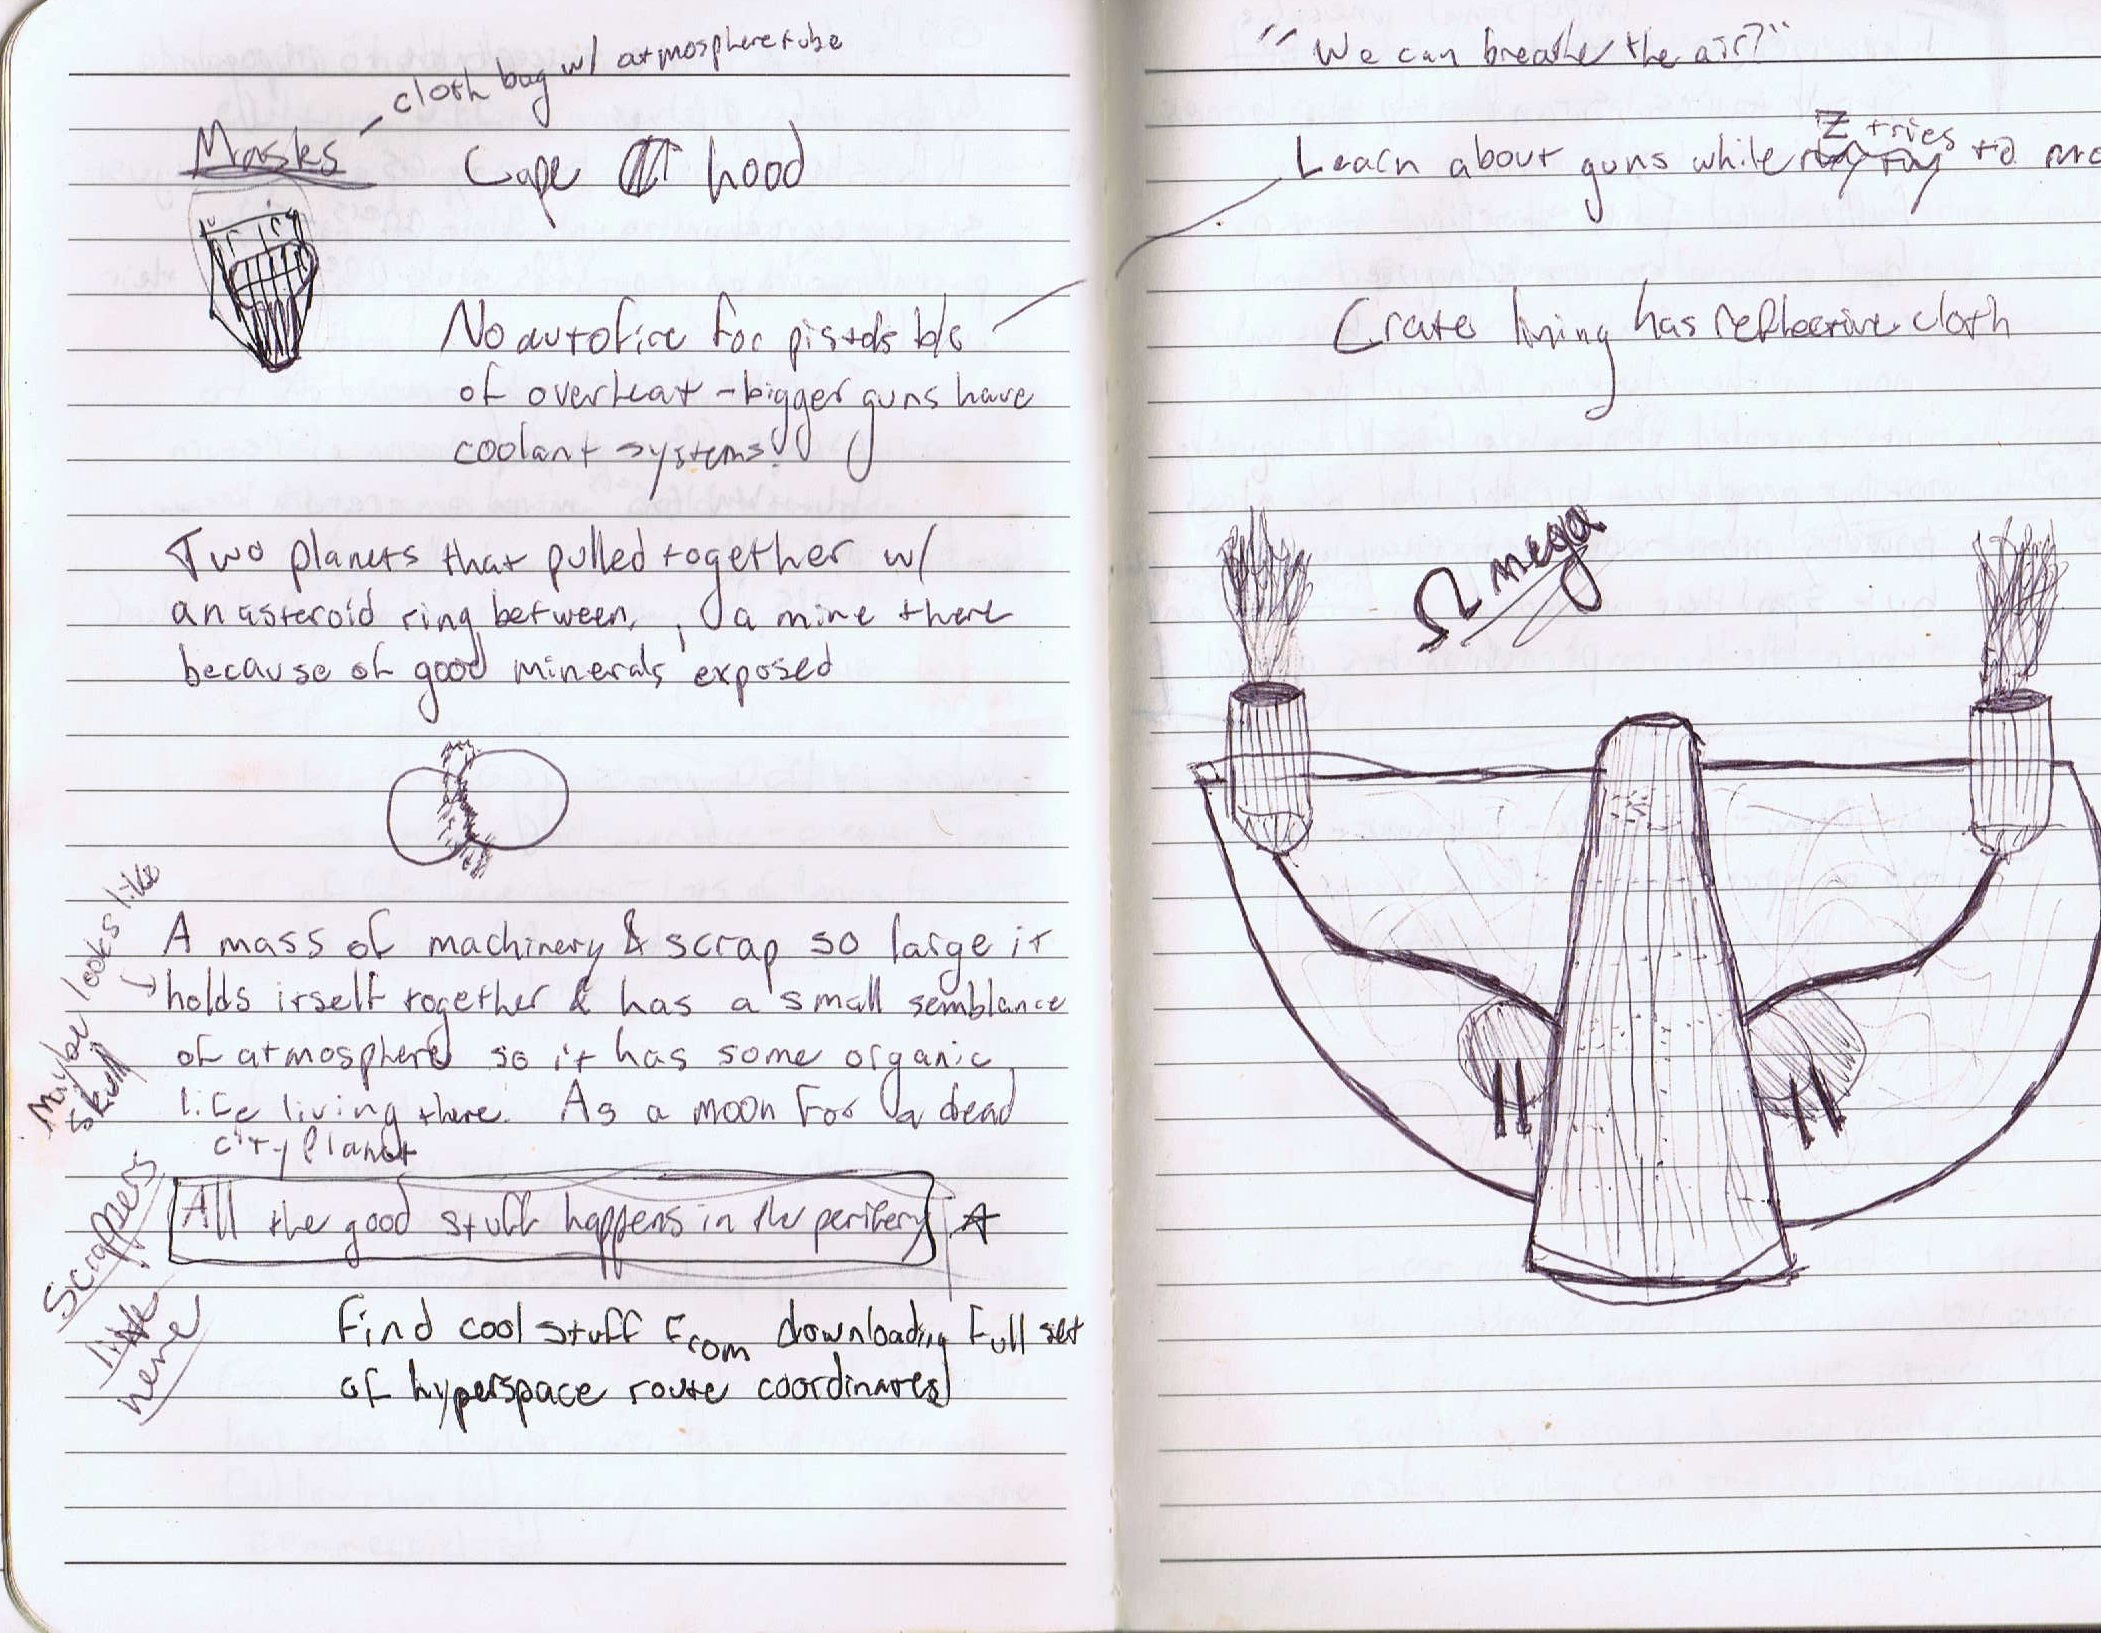 cloth bag w/ atmosphere tube
Masks - Cape hood
No autofire for pistols b/c
of overheat - bigger guns have
coolant systems!
Two planets that pulled together w/
an asteroid ring between, a mine there
because of good minerals exposed
Maybe looks like
skull
A mass of machinery & scrap so large it
holds itself together & has a small semblance
of atmosphere so it has some organic
life living there. As a moon for a dead
city planet
Scrappers
live
here
All the good stuff happens in the perifery
Find cool stuff from downloading full set
of hyperspace route coordinates
"We can breathe the air?"
Z tries
Learn about guns while to
Crate lining has reflective cloth
Ωmega